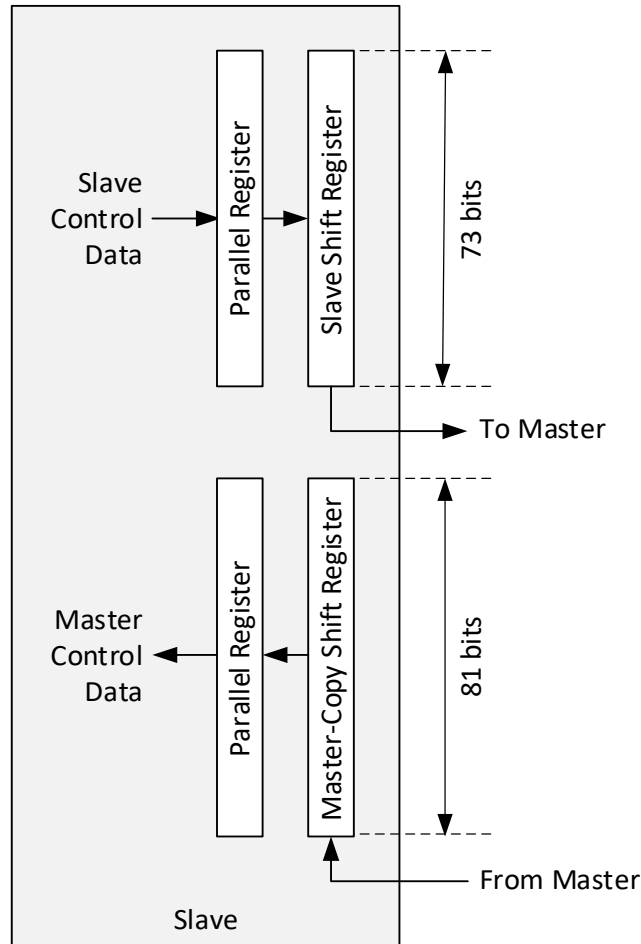 Slave
Control
Data
Parallel Register
Slave Shift Register
73 bits
To Master
Master
Control
Data
Parallel Register
Master-Copy Shift Register
81 bits
From Master
Slave